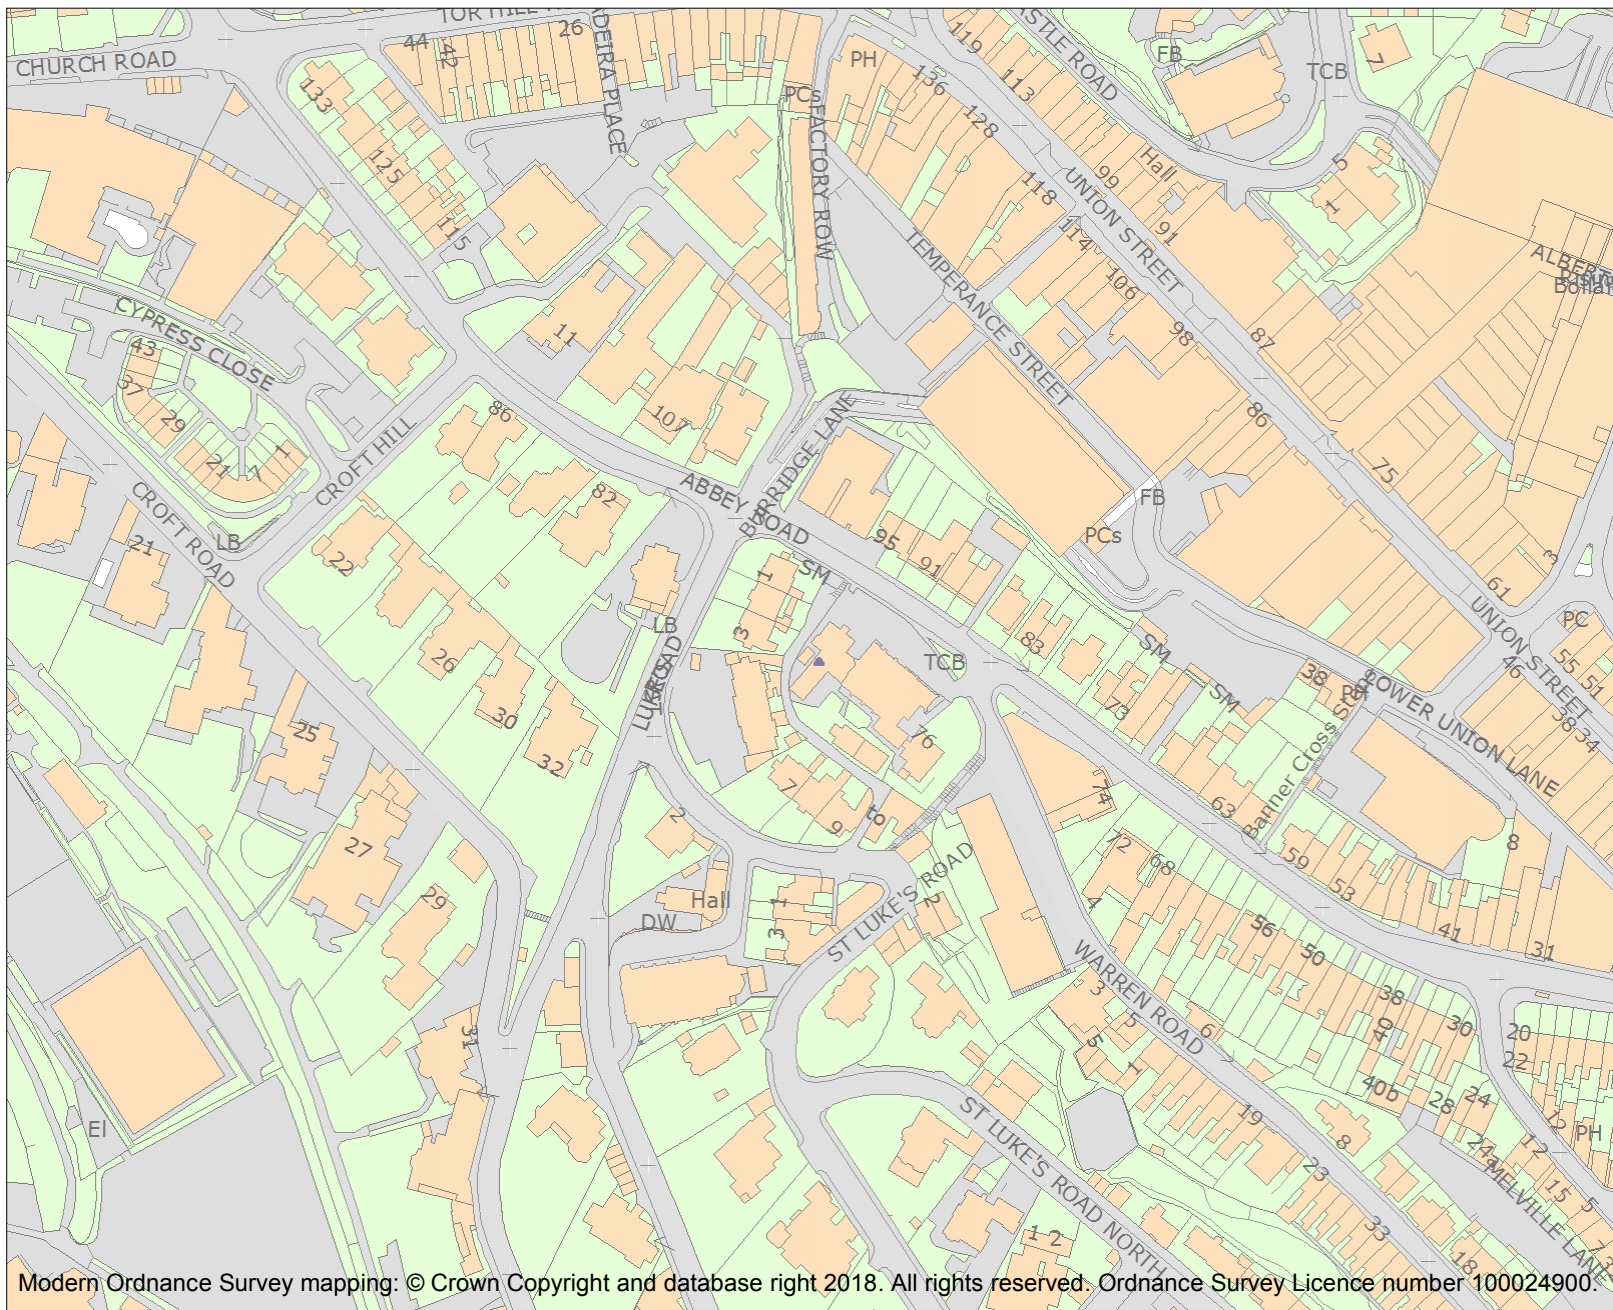 TOR HILL
CHURCH ROAD
44
42
26
ADEIRA PLACE
PCs
FACTORY ROW
PH
136
128
119
113
ASTLE ROAD
FB
TCB
7
133
125
115
118
UNION STREET
99
Hall
91
114
106
98
87
86
5
1
ALBERT
TEMPERANCE STREET
CYPRESS CLOSE
43
37
29
21
7
1
11
107
86
82
CROFT HILL
CROFT ROAD
LB
21
22
ABBEY ROAD
BERRIDGE LANE
FB
PCs
75
61
3
PC
UNION STREET
55
51
46
38
34
95
91
SM
1
3
LB
83
TCB
73
SM
SM
38
PH
LOWER UNION LANE
Banner Cross Steps
26
30
32
25
27
29
76
7
9
to
2
74
72
68
63
59
53
41
31
8
Hall
DW
1
3
2
ST LUKE'S ROAD
4
WARREN ROAD
56
50
38
40
30
20
22
40b
28
24
24a
12
12
PH
MELVILLE LANE
15
5
31
El
3
5
5
1
6
19
23
33
8
18
ST LUKE'S ROAD NORTH
1 2
Modern Ordnance Survey mapping: © Crown Copyright and database right 2018. All rights reserved. Ordnance Survey Licence number 100024900.